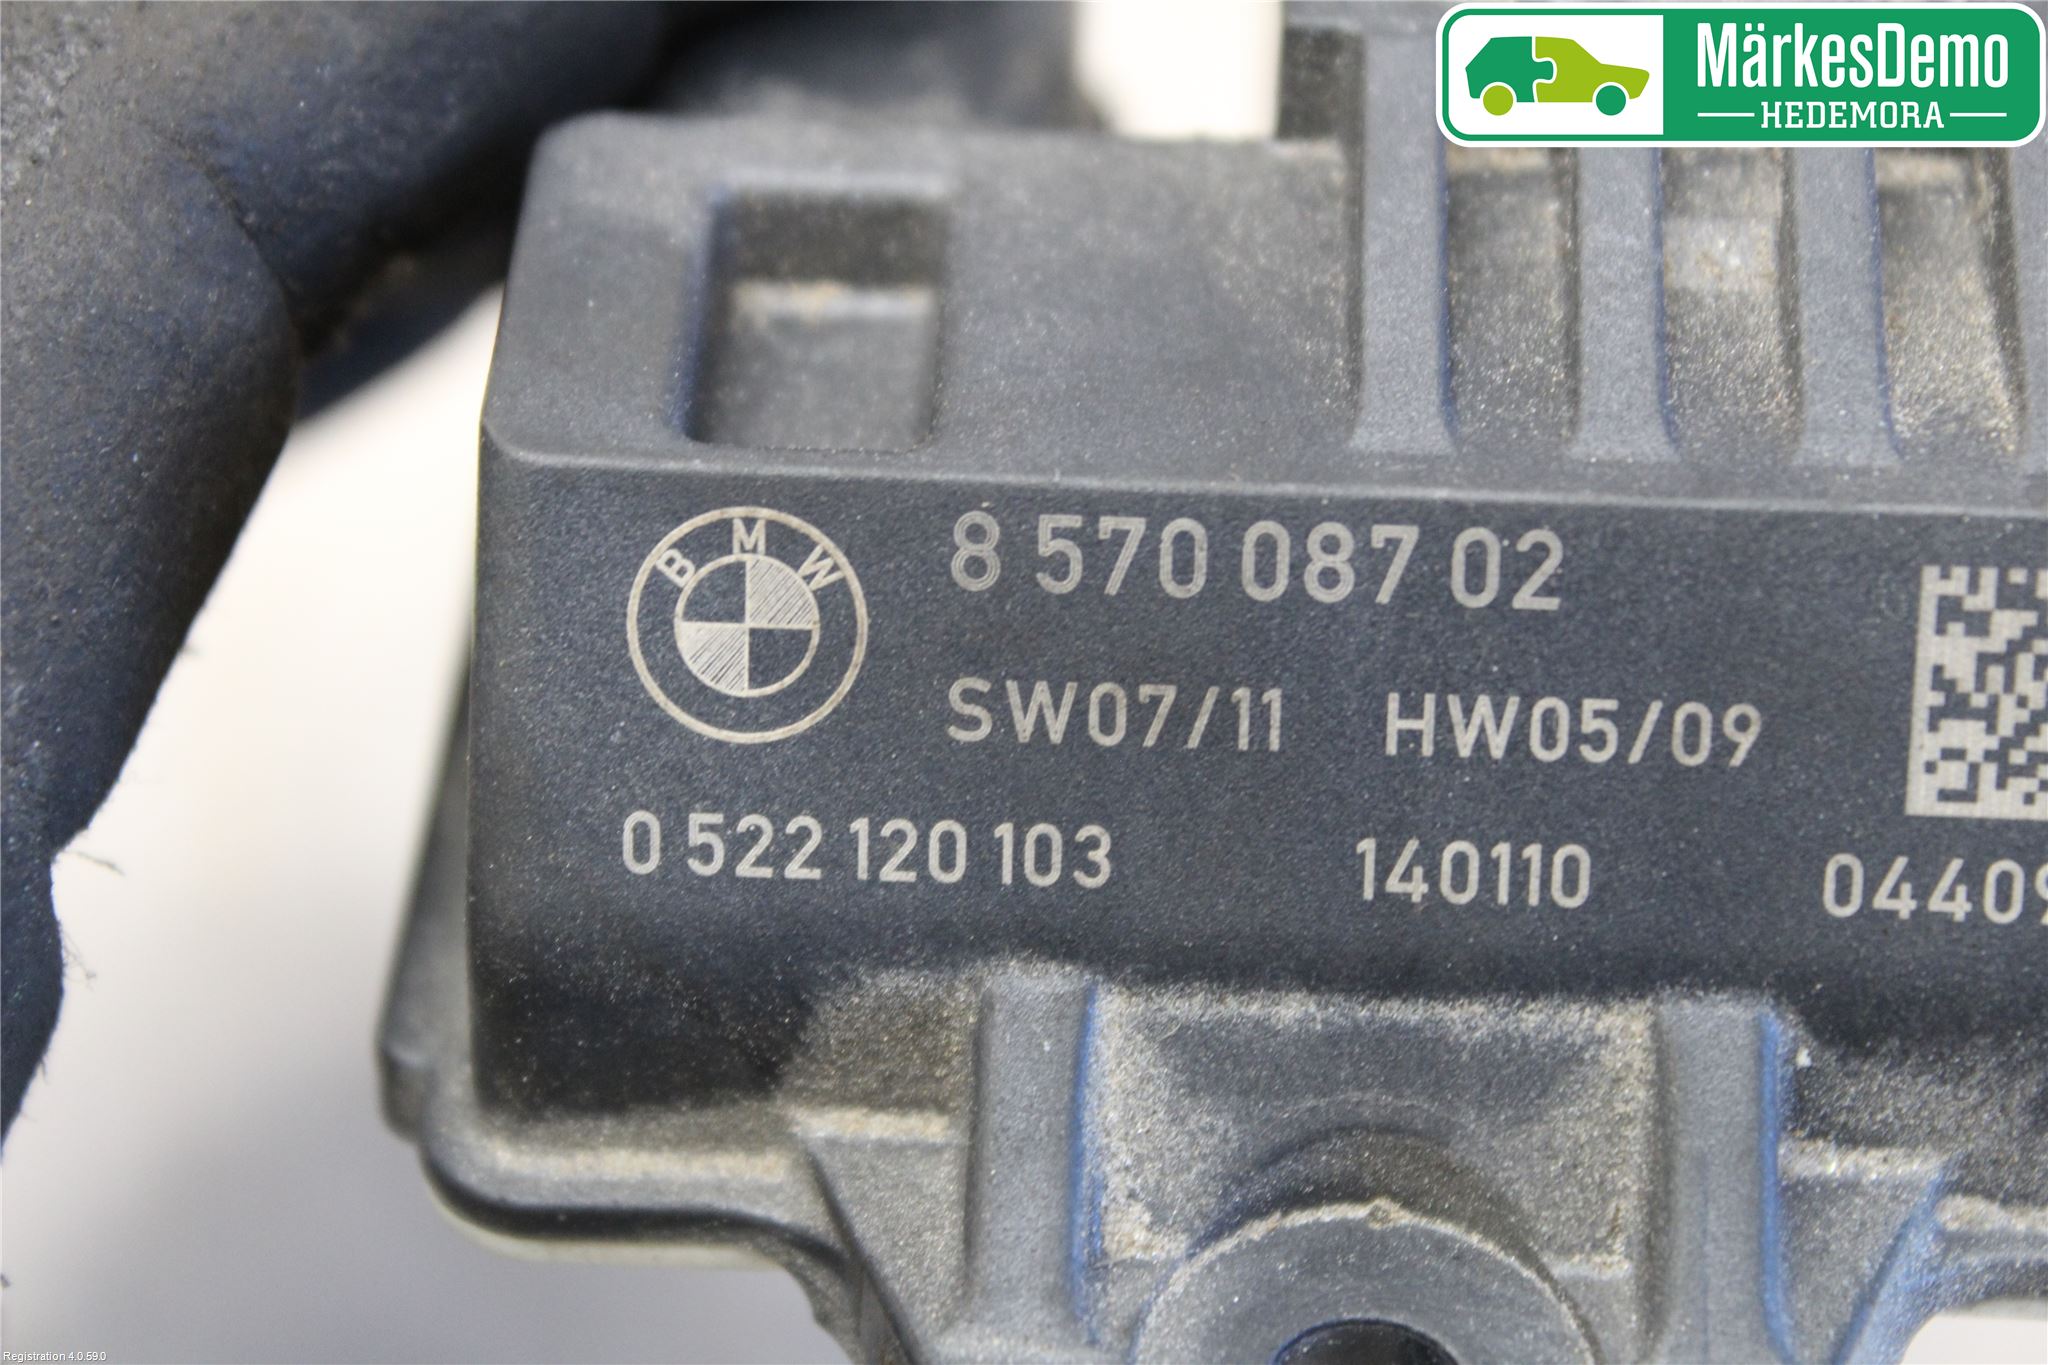 MärkesDemo
HEDEMORA
BMW
8 570 087 02
SW07/11 HW05/09
0 522 120 103 140110 04409
Registration 4.0.59.0